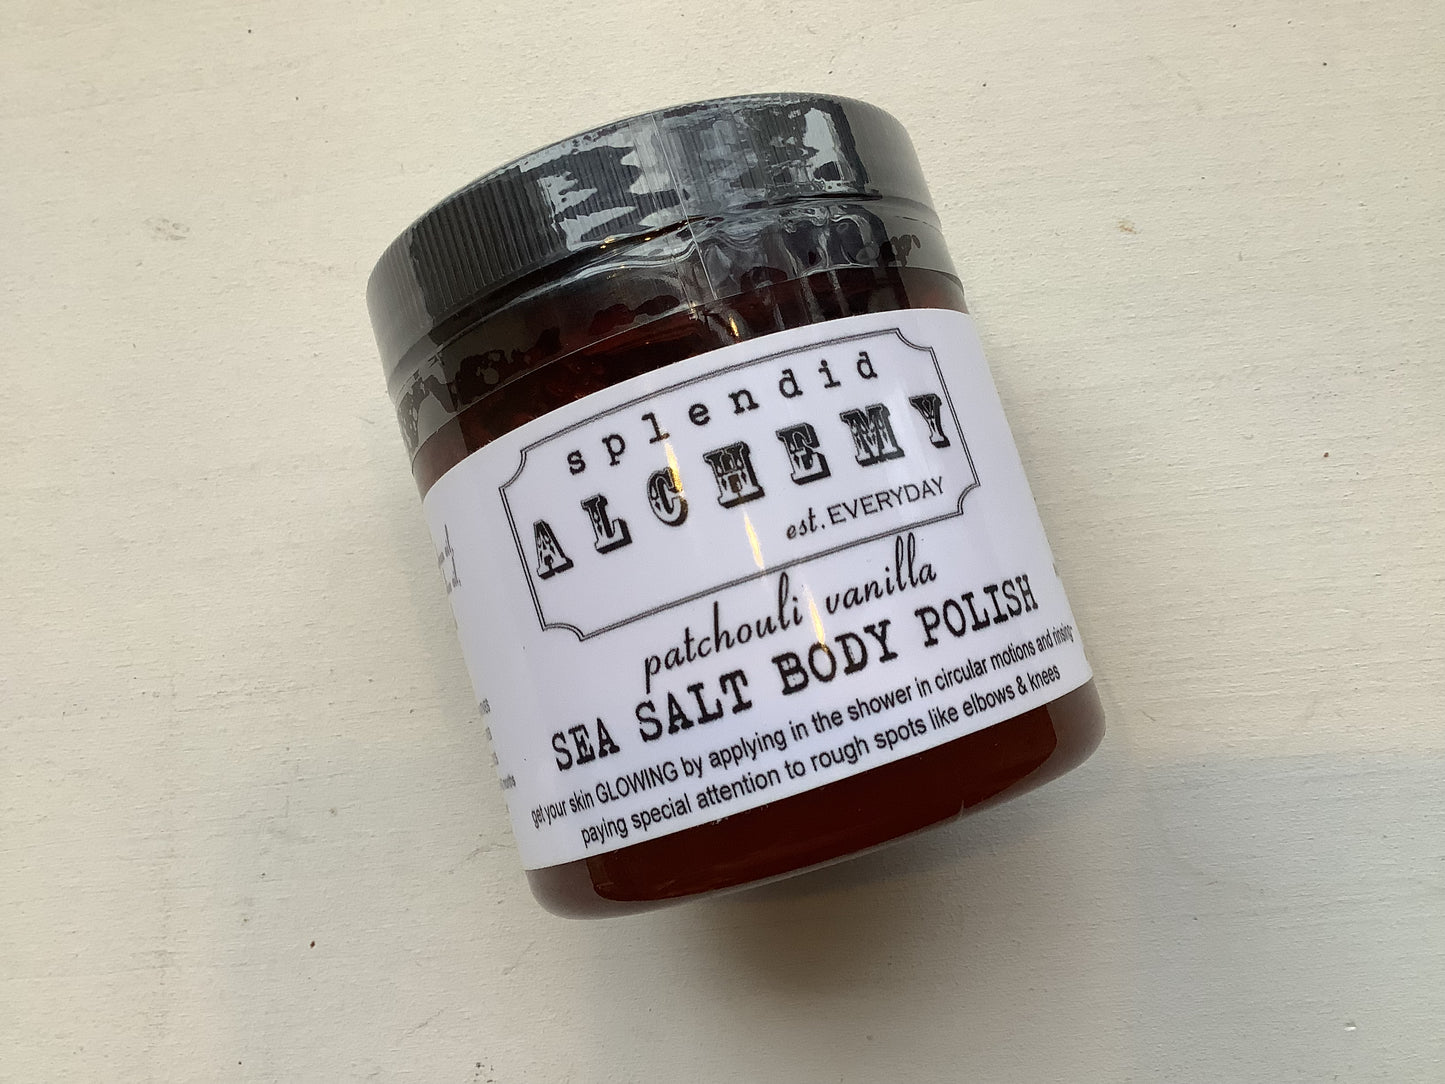 splendid
ALCHEMY
est. EVERYDAY
patchouli vanilla
SEA SALT BODY POLISH
get your skin GLOWING by applying in the shower in circular motions and rinsing-
paying special attention to rough spots like elbows & knees